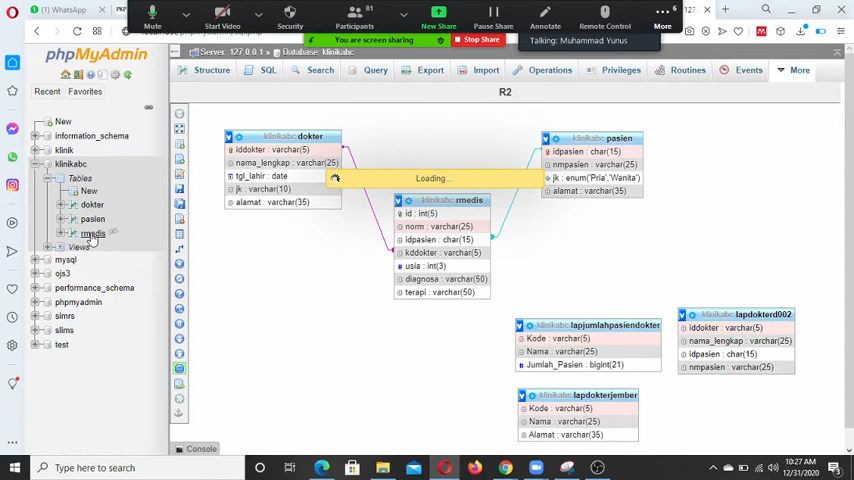 (1) WhatsApp
Mute
Start Video
Security
81
Participants
New Share
Pause Share
Annotate
Remote Control
6
More
You are screen sharing
Stop Share
Talking: Muhammad Yunus
phpMyAdmin
Recent
Favorites
New
information_schema
klinik
klinikabc
Tables
New
dokter
pasien
rmedis
Views
mysql
ojs3
performance_schema
phpmyadmin
simrs
slims
test
Server: 127.0.0.1 » Database: klinikabc
Structure
SQL
Search
Query
Export
Import
Operations
Privileges
Routines
Events
More
R2
klinikabc dokter
iddokter : varchar(5)
nama_lengkap : varchar(25)
tgl_lahir : date
jk : varchar(10)
alamat : varchar(35)
Loading...
klinikabc pasien
idpasien : char(15)
nmpasien : varchar(25)
jk : enum('Pria','Wanita')
alamat : varchar(35)
klinikabc rmedis
id : int(5)
norm : varchar(25)
idpasien : char(15)
kddokter : varchar(5)
usia : int(3)
diagnosa : varchar(50)
terapi : varchar(50)
klinikabc lapjumlahpasiendokter
Kode : varchar(5)
Nama : varchar(25)
Jumlah_Pasien : bigint(21)
klinikabc lapdokterd002
iddokter : varchar(5)
nama_lengkap : varchar(25)
idpasien : char(15)
nmpasien : varchar(25)
klinikabc lapdokterjember
Kode : varchar(5)
Nama : varchar(25)
Alamat : varchar(35)
Console
Type here to search
10:27 AM
12/31/2020
3